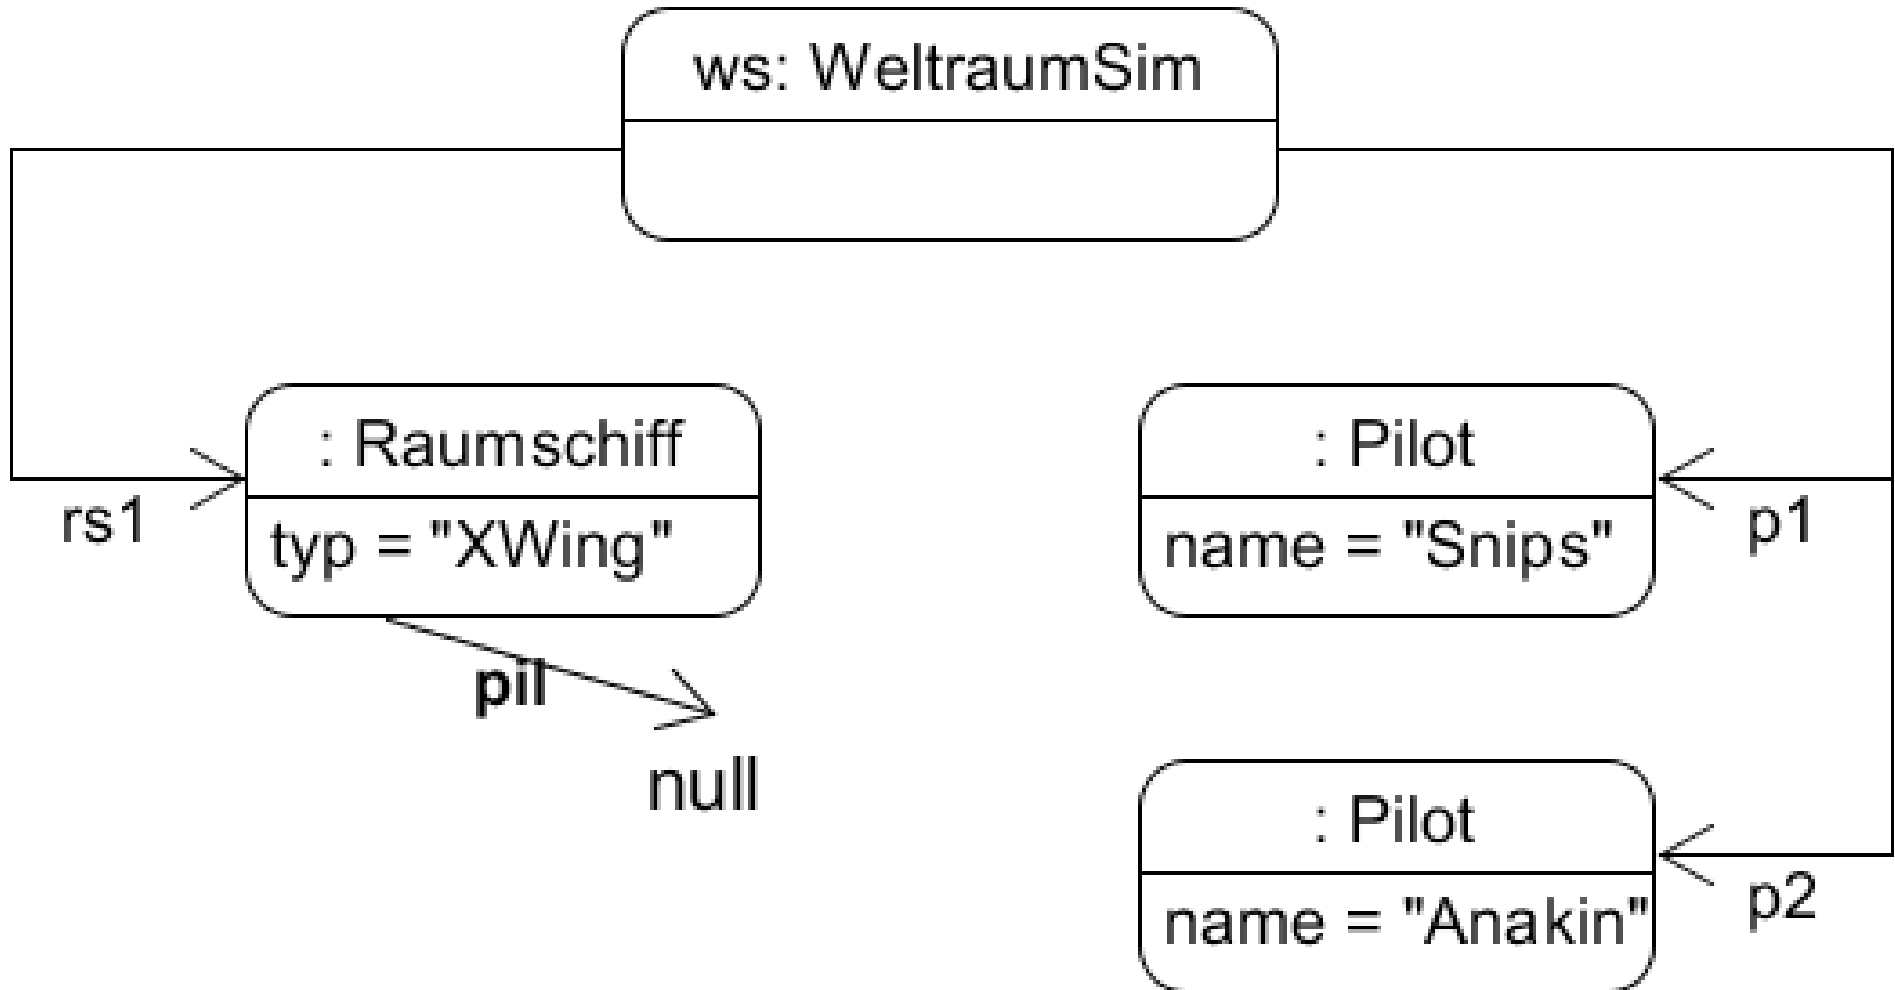 ws: WeltraumSim
: Raumschiff
typ = "XWing"
rs1
pil
null
: Pilot
name = "Snips"
p1
: Pilot
name = "Anakin"
p2